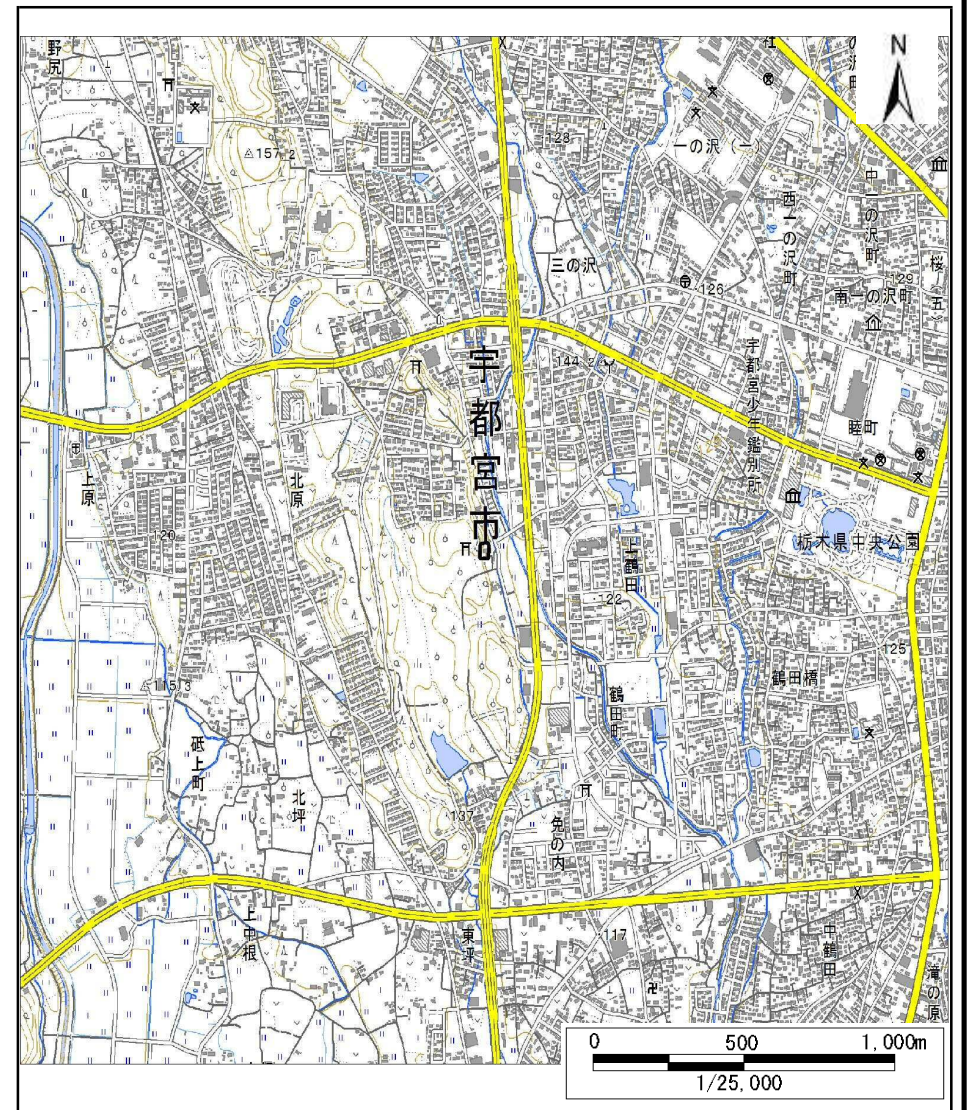 野尻
N
157.2
128
一の沢（一）
中一の沢町
西一の沢町
三の沢
126
129
南一の沢町
桜五
宇都宮市
144.2
宇都宮少年鑑別所
睦町
上原
北原
120
上鶴田
栃木県中央公園
122
125
115.3
鶴田橋
鶴田町
砥上町
北坪
137
免の内
上中根
東坪
117
中鶴田
滝の原
0 500 1,000m
1/25,000